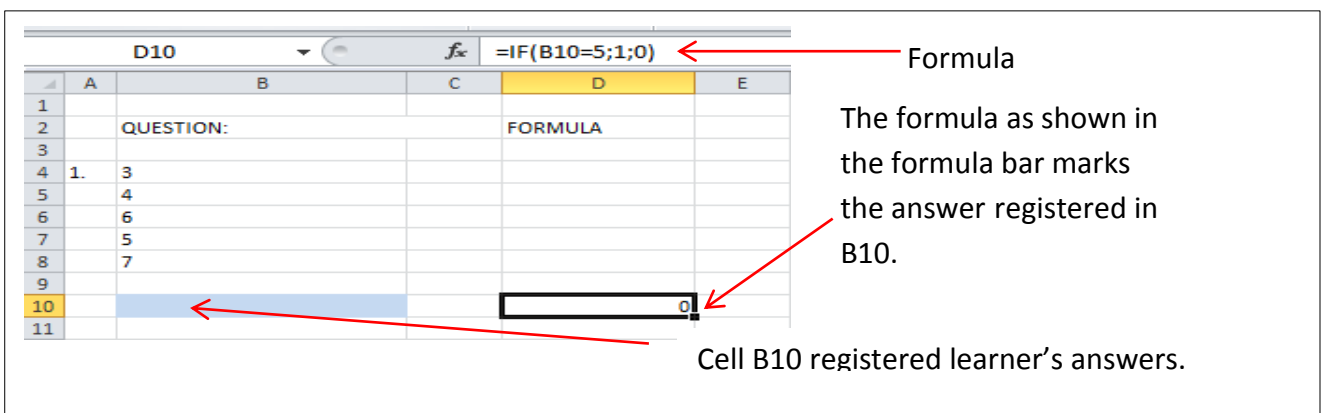 D10 fx =IF(B10=5;1;0)
Formula
A B C D E
1
2 QUESTION: FORMULA
3
4 1. 3
5 4
6 6
7 5
8 7
9
10 0
11
The formula as shown in
the formula bar marks
the answer registered in
B10.
Cell B10 registered learner’s answers.